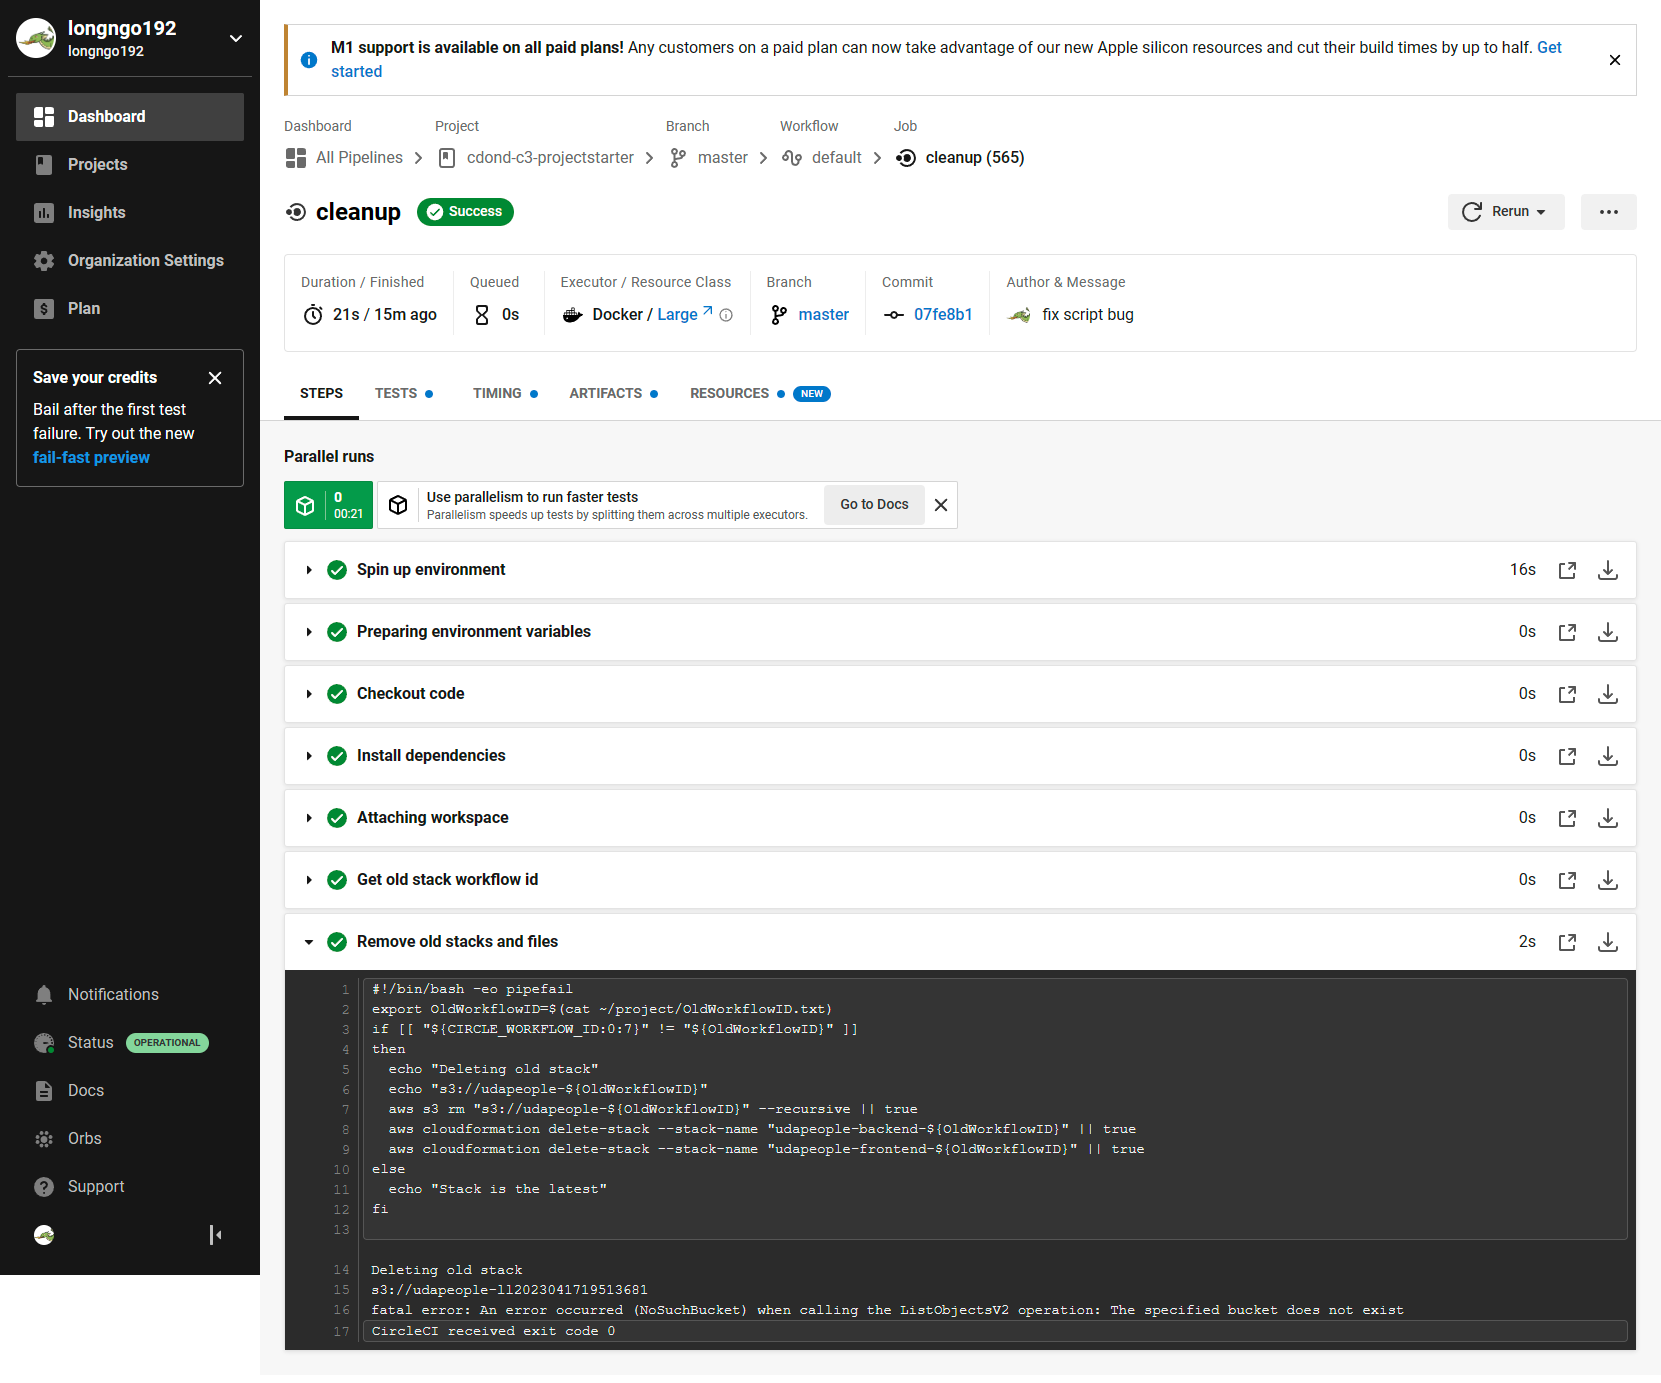 longngo192
longngo192
Dashboard
Projects
Insights
Organization Settings
Plan
Save your credits
Bail after the first test
failure. Try out the new
fail-fast preview
Notifications
Status OPERATIONAL
Docs
Orbs
Support
M1 support is available on all paid plans! Any customers on a paid plan can now take advantage of our new Apple silicon resources and cut their build times by up to half. Get
started
Dashboard Project Branch Workflow Job
All Pipelines cdond-c3-projectstarter master default cleanup (565)
cleanup Success
Rerun
Duration / Finished Queued Executor / Resource Class Branch Commit Author & Message
21s / 15m ago 0s Docker / Large master 07fe8b1 fix script bug
STEPS TESTS TIMING ARTIFACTS RESOURCES NEW
Parallel runs
0
00:21
Use parallelism to run faster tests
Parallelism speeds up tests by splitting them across multiple executors.
Go to Docs
Spin up environment 16s
Preparing environment variables 0s
Checkout code 0s
Install dependencies 0s
Attaching workspace 0s
Get old stack workflow id 0s
Remove old stacks and files 2s
1 #!/bin/bash -eo pipefail
2 export OldWorkflowID=$(cat ~/project/OldWorkflowID.txt)
3 if [[ "${CIRCLE_WORKFLOW_ID:0:7}" != "${OldWorkflowID}" ]]
4 then
5 echo "Deleting old stack"
6 echo "s3://udapeople-${OldWorkflowID}"
7 aws s3 rm "s3://udapeople-${OldWorkflowID}" --recursive || true
8 aws cloudformation delete-stack --stack-name "udapeople-backend-${OldWorkflowID}" || true
9 aws cloudformation delete-stack --stack-name "udapeople-frontend-${OldWorkflowID}" || true
10 else
11 echo "Stack is the latest"
12 fi
13
14 Deleting old stack
15 s3://udapeople-ll2023041719513681
16 fatal error: An error occurred (NoSuchBucket) when calling the ListObjectsV2 operation: The specified bucket does not exist
17 CircleCI received exit code 0